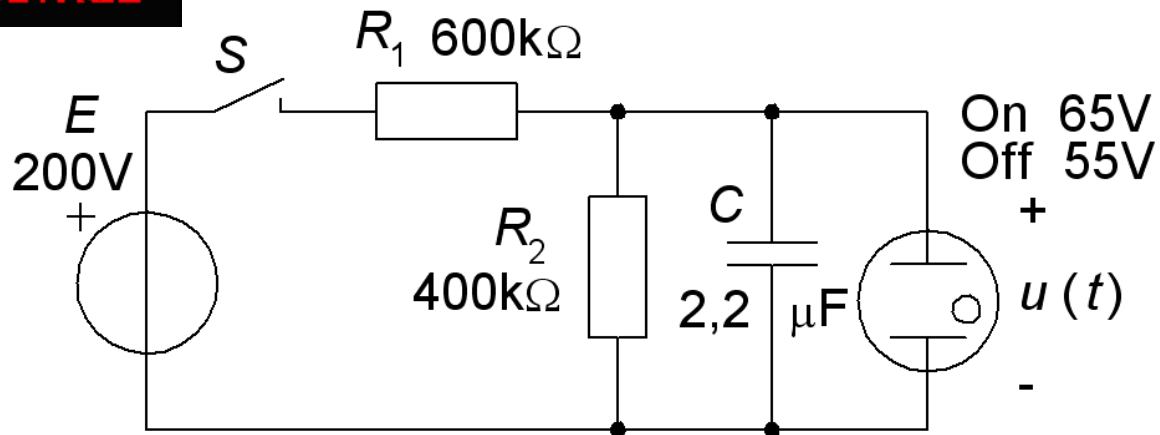 S
R1 600kΩ
E
200V
+
On 65V
Off 55V
+
C
R2
400kΩ
2,2 μF
u (t)
-